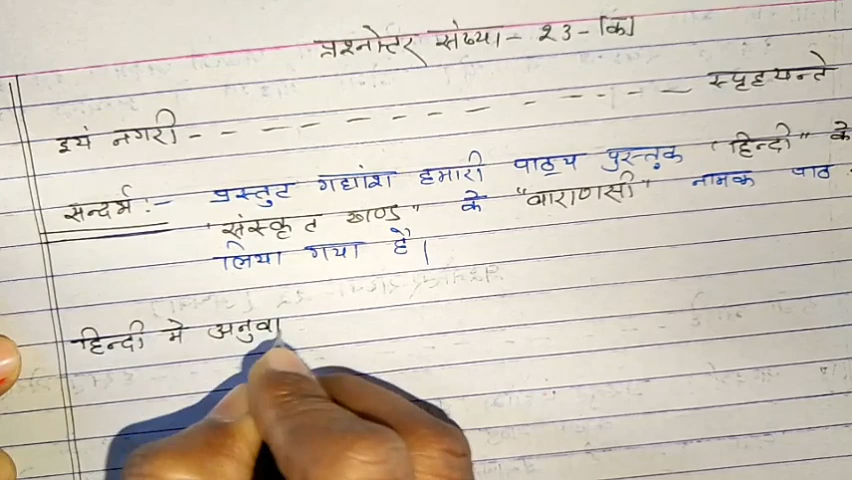 प्रश्नोत्तर संख्या - 23 - [क]
इयं नगरी - - - - - - - - - - - - - स्पृहयन्ते
सन्दर्भ :- प्रस्तुत गद्यांश हमारी पाठ्य पुस्तक "हिन्दी" के
"संस्कृत खण्ड" के "वाराणसी" नामक पाठ
लिया गया है।
हिन्दी मे अनुवा